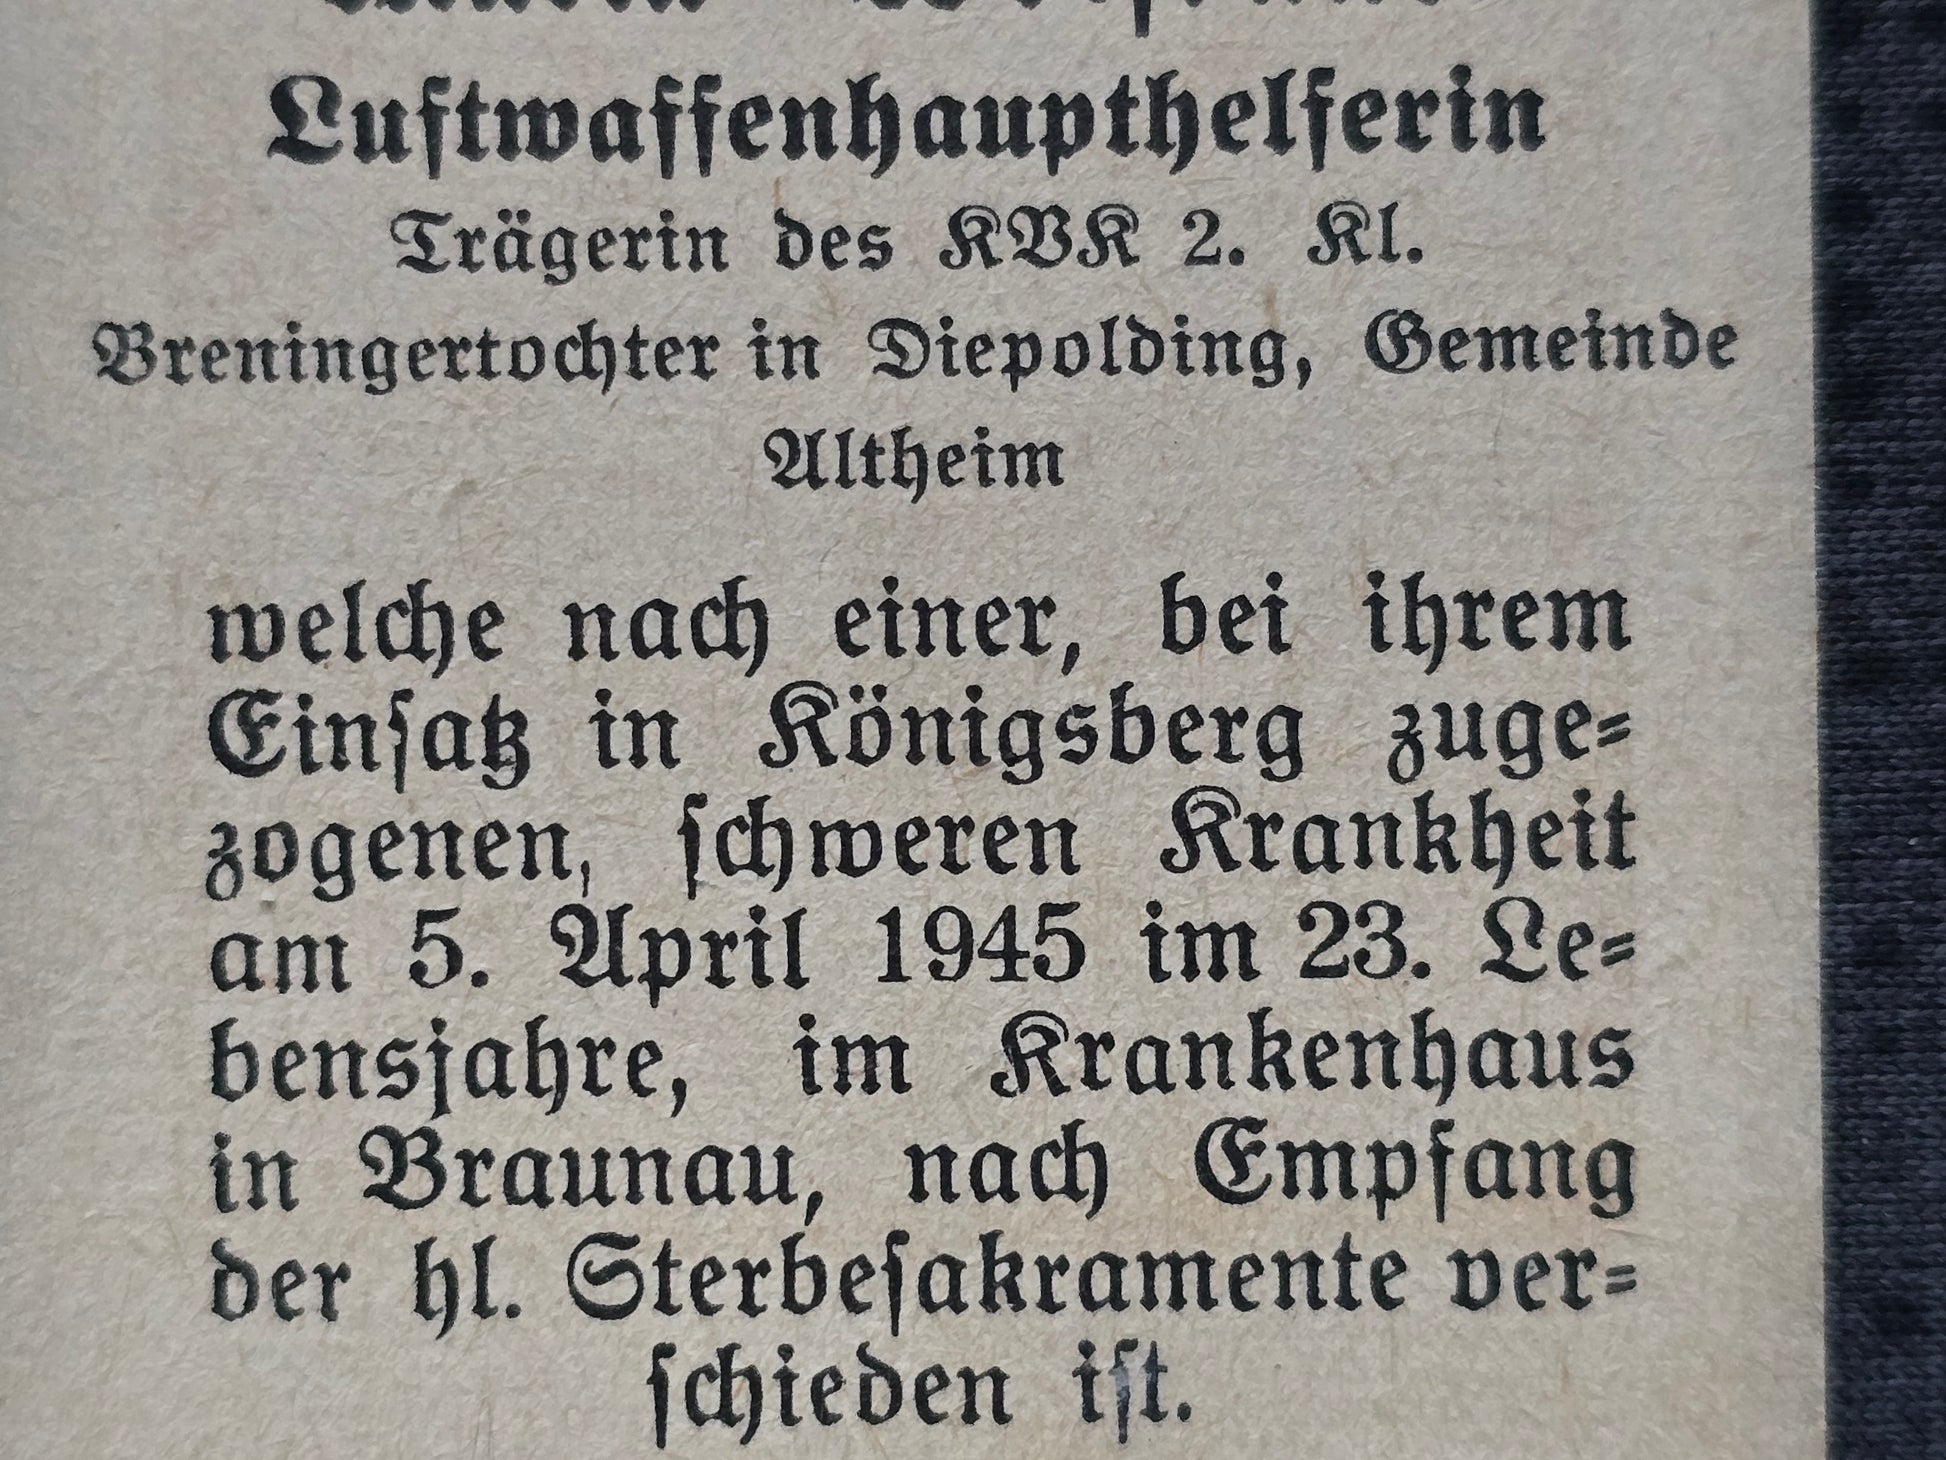 Luftwaffenhaupthelferin
Trägerin des KVK 2. Kl.
Breningertochter in Diepolding, Gemeinde
Altheim
welche nach einer, bei ihrem
Einſatz in Königsberg zuge=
zogenen, ſchweren Krankheit
am 5. April 1945 im 23. Le=
bensjahre, im Krankenhaus
in Braunau, nach Empfang
der hl. Sterbeſakramente ver=
ſchieden iſt.